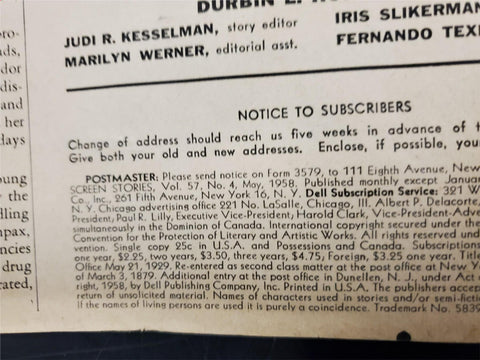 DURBIN L.
JUDI R. KESSELMAN, story editor
IRIS SLIKERMAN
MARILYN WERNER, editorial asst.
FERNANDO TEX
NOTICE TO SUBSCRIBERS
Change of address should reach us five weeks in advance of t
Give both your old and new addresses. Enclose, if possible, your
POSTMASTER: Please send notice on Form 3579, to 111 Eighth Avenue, New
SCREEN STORIES, Vol. 57, No. 4, May, 1958. Published monthly except Januar
Co., Inc., 261 Fifth Avenue, New York 16, N. Y. Dell Subscription Service: 321 W
N. Y. Chicago advertising office 221 No. LaSalle, Chicago, Ill. Albert P. Delacorte,
President, Paul R. Lilly, Executive Vice-President; Harold Clark, Vice-President-Adve
simultaneously in the Dominion of Canada. International copyright secured under the
Convention for the Protection of Literary and Artistic Works. All rights reserved und
vention. Single copy 25c in U.S.A. and Possessions and Canada. Subscriptions
one year, $2.25, two years, $3.50, three years, $4.75; Foreign, $3.25 one year. Title
Office May 21, 1929. Re-entered as second class matter at the post office at New Yor
of March 3, 1879. Additional entry at the post office in Dunellen, N. J., under Act o
right, 1958, by Dell Publishing Company, Inc. Printed in U.S.A. The publishers accep
return of unsolicited material. Names of characters used in stories and/or semi-fictio
if the names of living persons are used it is purely a coincidence. Trademark No. 5839
ro-
ads,
dor
dis-
and
her
days
oung
the
lling
mpax,
ncies
drug
cated,